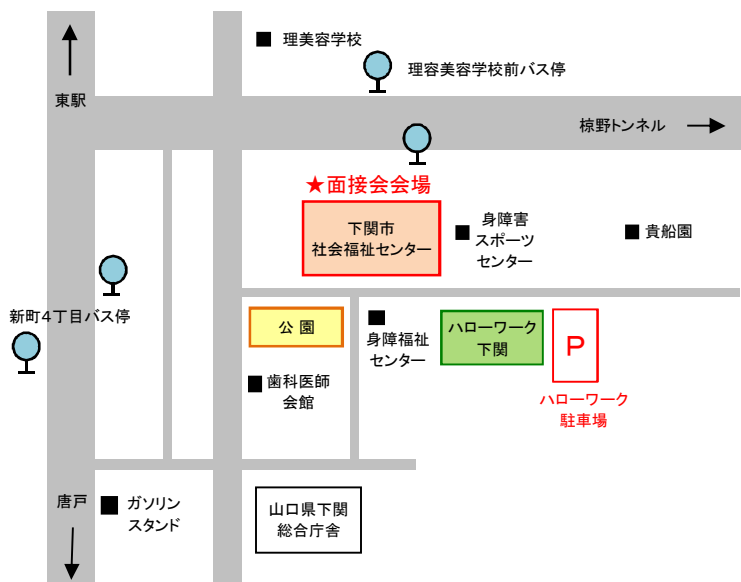 理美容学校
理容美容学校前バス停
東駅
椋野トンネル
★面接会会場
下関市
社会福祉センター
身障害
スポーツ
センター
貴船園
新町4丁目バス停
公園
身障福祉
センター
ハローワーク
下関
P
歯科医師
会館
ハローワーク
駐車場
唐戸
ガソリン
スタンド
山口県下関
総合庁舎